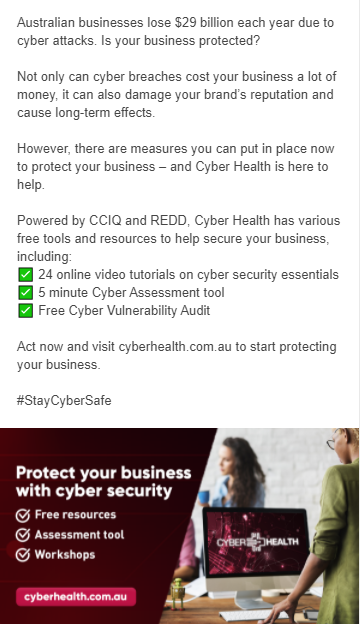 Australian businesses lose $29 billion each year due to
cyber attacks. Is your business protected?
Not only can cyber breaches cost your business a lot of
money, it can also damage your brand's reputation and
cause long-term effects.
However, there are measures you can put in place now
to protect your business – and Cyber Health is here to
help.
Powered by CCIQ and REDD, Cyber Health has various
free tools and resources to help secure your business,
including:
✅ 24 online video tutorials on cyber security essentials
✅ 5 minute Cyber Assessment tool
✅ Free Cyber Vulnerability Audit
Act now and visit cyberhealth.com.au to start protecting
your business.
#StayCyberSafe
Protect your business
with cyber security
Free resources
Assessment tool
Workshops
cyberhealth.com.au
CYBER HEALTH